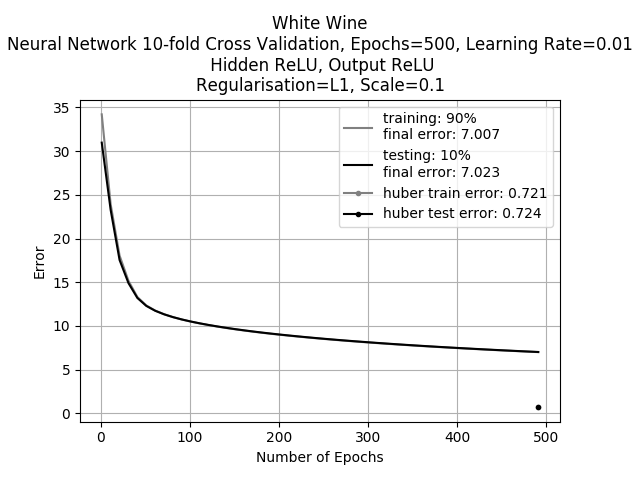 White Wine
Neural Network 10-fold Cross Validation, Epochs=500, Learning Rate=0.01
Hidden ReLU, Output ReLU
Regularisation=L1, Scale=0.1
35
30
25
20
15
10
5
0
Error
training: 90%
final error: 7.007
testing: 10%
final error: 7.023
huber train error: 0.721
huber test error: 0.724
0 100 200 300 400 500
Number of Epochs